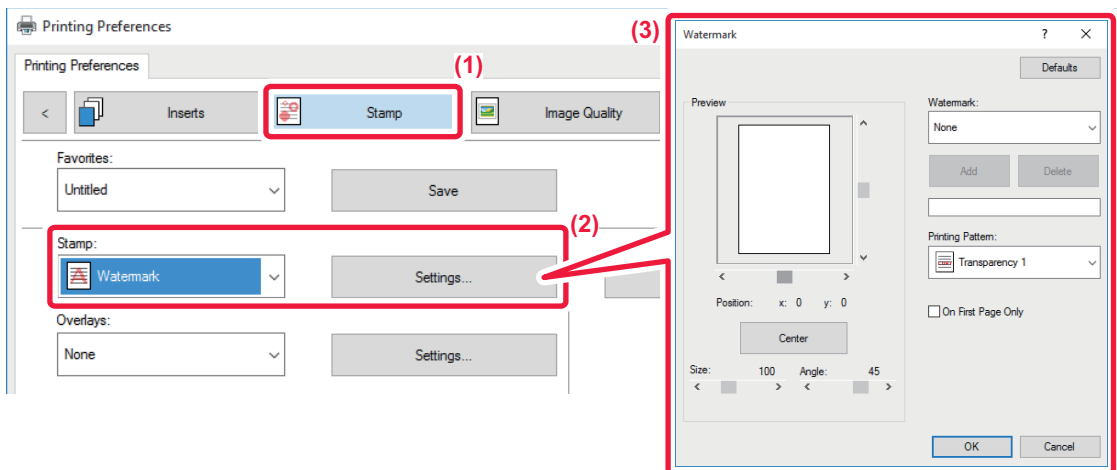 Printing Preferences
Printing Preferences
(1)
< Inserts Stamp Image Quality
Favorites:
Untitled Save
(2)
Stamp:
Watermark Settings...
Overlays:
None Settings...
(3)
Watermark ? ×
Defaults
Preview
Watermark:
None
Add Delete
Printing Pattern:
Transparency 1
Position: x: 0 y: 0
On First Page Only
Center
Size: 100 Angle: 45
OK Cancel